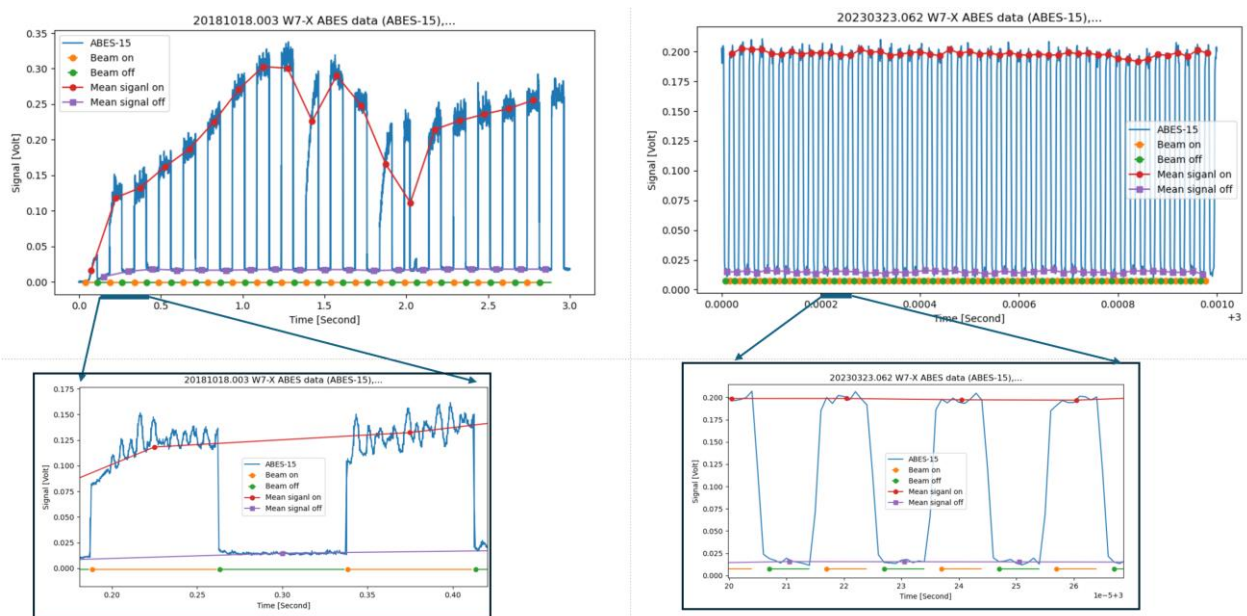 20181018.003 W7-X ABES data (ABES-15),...
0.35
0.30
0.25
0.20
0.15
0.10
0.05
0.00
Signal [Volt]
ABES-15
Beam on
Beam off
Mean siganl on
Mean signal off
0.0 0.5 1.0 1.5 2.0 2.5 3.0
Time [Second]
20230323.062 W7-X ABES data (ABES-15),...
0.200
0.175
0.150
0.125
0.100
0.075
0.050
0.025
0.000
Signal [Volt]
ABES-15
Beam on
Beam off
Mean siganl on
Mean signal off
0.0000 0.0002 0.0004 0.0006 0.0008 0.0010
Time [Second]
+3
20181018.003 W7-X ABES data (ABES-15),...
0.175
0.150
0.125
0.100
0.075
0.050
0.025
0.000
Signal [Volt]
ABES-15
Beam on
Beam off
Mean siganl on
Mean signal off
0.20 0.25 0.30 0.35 0.40
Time [Second]
20230323.062 W7-X ABES data (ABES-15),...
0.200
0.175
0.150
0.125
0.100
0.075
0.050
0.025
0.000
Signal [Volt]
ABES-15
Beam on
Beam off
Mean siganl on
Mean signal off
20 21 22 23 24 25 26
Time [Second]
1e-5+3